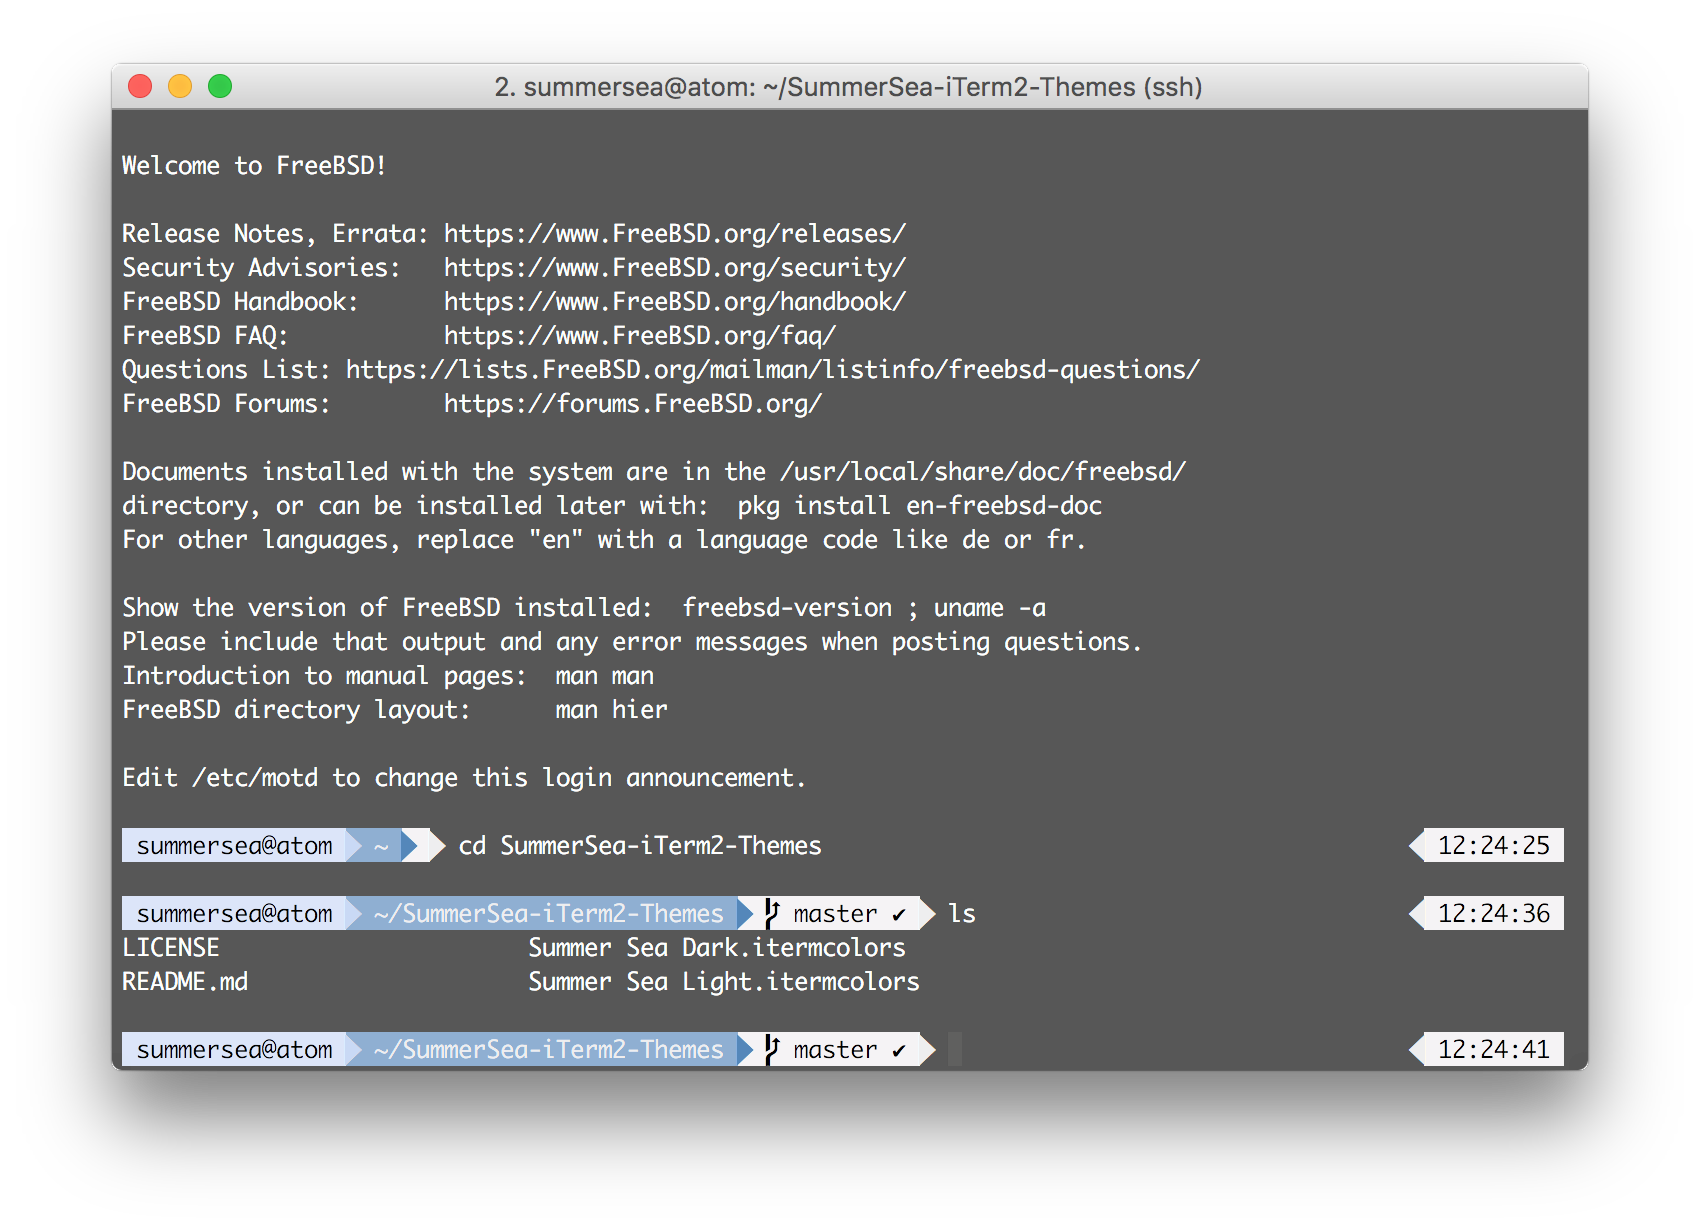 2. summersea@atom: ~/SummerSea-iTerm2-Themes (ssh)
Welcome to FreeBSD!
Release Notes, Errata: https://www.FreeBSD.org/releases/
Security Advisories:   https://www.FreeBSD.org/security/
FreeBSD Handbook:      https://www.FreeBSD.org/handbook/
FreeBSD FAQ:           https://www.FreeBSD.org/faq/
Questions List: https://lists.FreeBSD.org/mailman/listinfo/freebsd-questions/
FreeBSD Forums:        https://forums.FreeBSD.org/
Documents installed with the system are in the /usr/local/share/doc/freebsd/
directory, or can be installed later with:  pkg install en-freebsd-doc
For other languages, replace "en" with a language code like de or fr.
Show the version of FreeBSD installed:  freebsd-version ; uname -a
Please include that output and any error messages when posting questions.
Introduction to manual pages:  man man
FreeBSD directory layout:      man hier
Edit /etc/motd to change this login announcement.
summersea@atom ~ cd SummerSea-iTerm2-Themes 12:24:25
summersea@atom ~/SummerSea-iTerm2-Themes master ✔ ls 12:24:36
LICENSE                      Summer Sea Dark.itermcolors
README.md                    Summer Sea Light.itermcolors
summersea@atom ~/SummerSea-iTerm2-Themes master ✔ 12:24:41